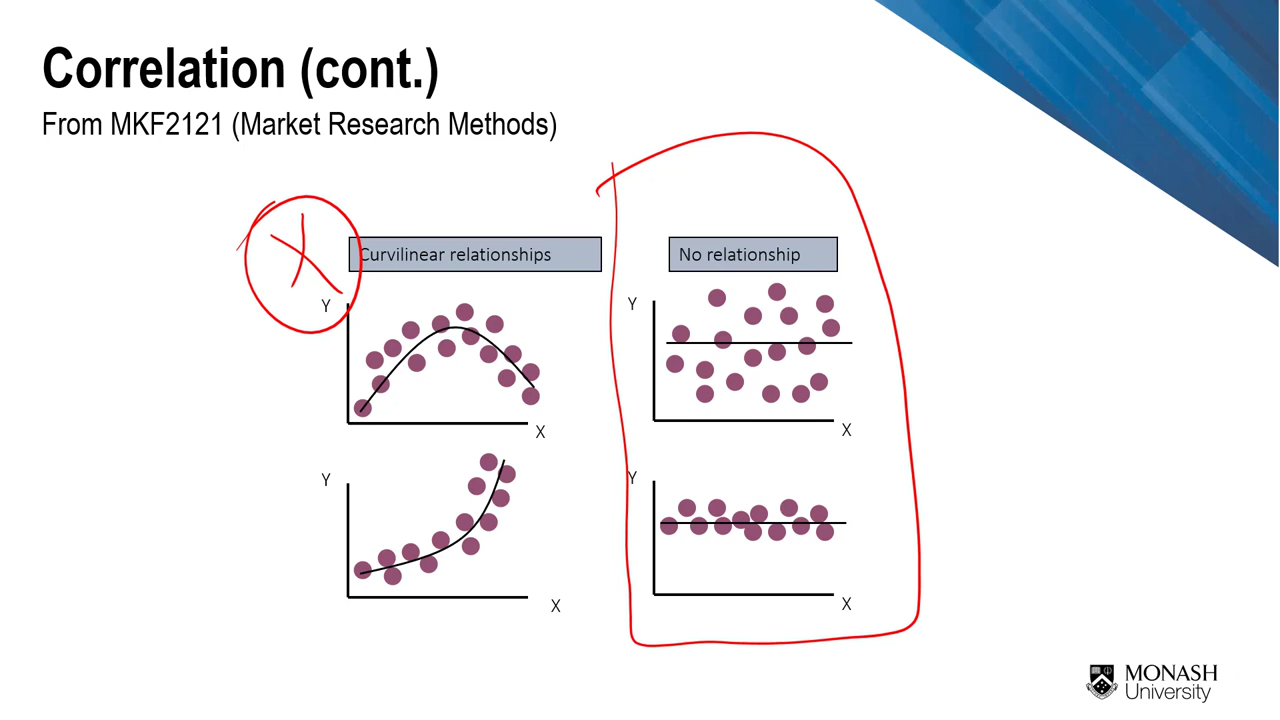 Correlation (cont.)
From MKF2121 (Market Research Methods)
X
Curvilinear relationships
No relationship
Y
X
Y
X
Y
X
Y
X
MONASH
University